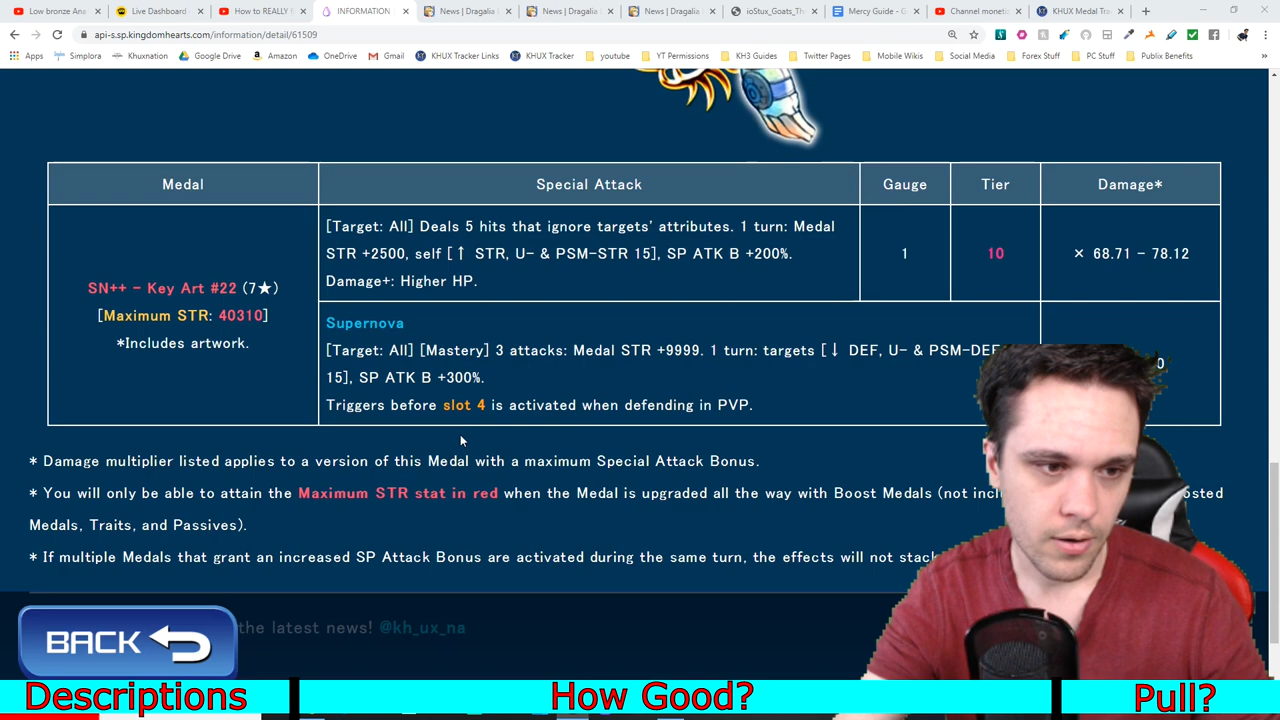 Low bronze Ana
Live Dashboard
How to REALLY
INFORMATION
News | Dragalia
News | Dragalia
News | Dragalia
ioStux_Goats_Th
Mercy Guide - G
Channel moneti
KHUX Medal Tra
api-s.sp.kingdomhearts.com/information/detail/61509
Apps Simplora Khuxnation Google Drive Amazon OneDrive Gmail KHUX Tracker Links KHUX Tracker youtube YT Permissions KH3 Guides Twitter Pages Mobile Wikis Social Media Forex Stuff PC Stuff Publix Benefits
Medal Special Attack Gauge Tier Damage*
SN++ - Key Art #22 (7★)
[Maximum STR: 40310]
*Includes artwork.
[Target: All] Deals 5 hits that ignore targets' attributes. 1 turn: Medal
STR +2500, self [↑ STR, U- & PSM-STR 15], SP ATK B +200%.
Damage+: Higher HP.
1
10
× 68.71 - 78.12
Supernova
[Target: All] [Mastery] 3 attacks: Medal STR +9999. 1 turn: targets [↓ DEF, U- & PSM-DEF
15], SP ATK B +300%.
Triggers before slot 4 is activated when defending in PVP.
* Damage multiplier listed applies to a version of this Medal with a maximum Special Attack Bonus.
* You will only be able to attain the Maximum STR stat in red when the Medal is upgraded all the way with Boost Medals (not
Medals, Traits, and Passives).
* If multiple Medals that grant an increased SP Attack Bonus are activated during the same turn, the effects will not stack
BACK
the latest news! @kh_ux_na
Descriptions
How Good?
Pull?